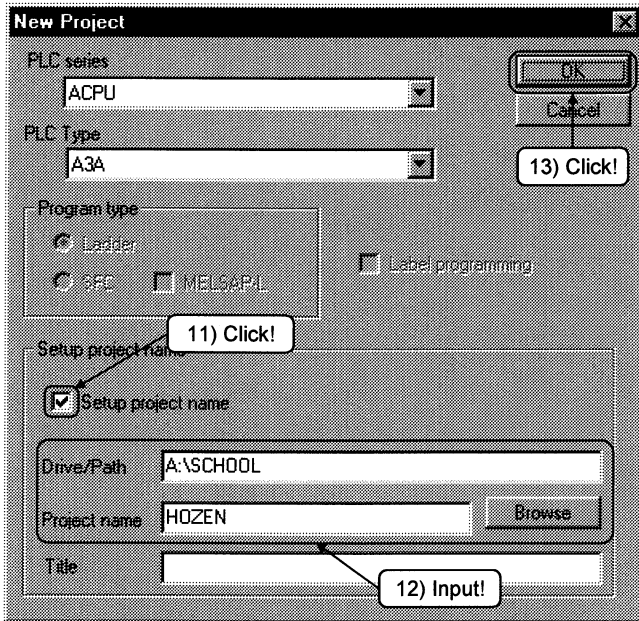 New Project
PLC series
ACPU
OK
Cancel
PLC Type
A3A
13) Click!
Program type
Ladder
SFC MELSAP-L
Label programming
11) Click!
Setup project name
Setup project name
Drive/Path A:\SCHOOL
Project name HOZEN Browse
Title
12) Input!